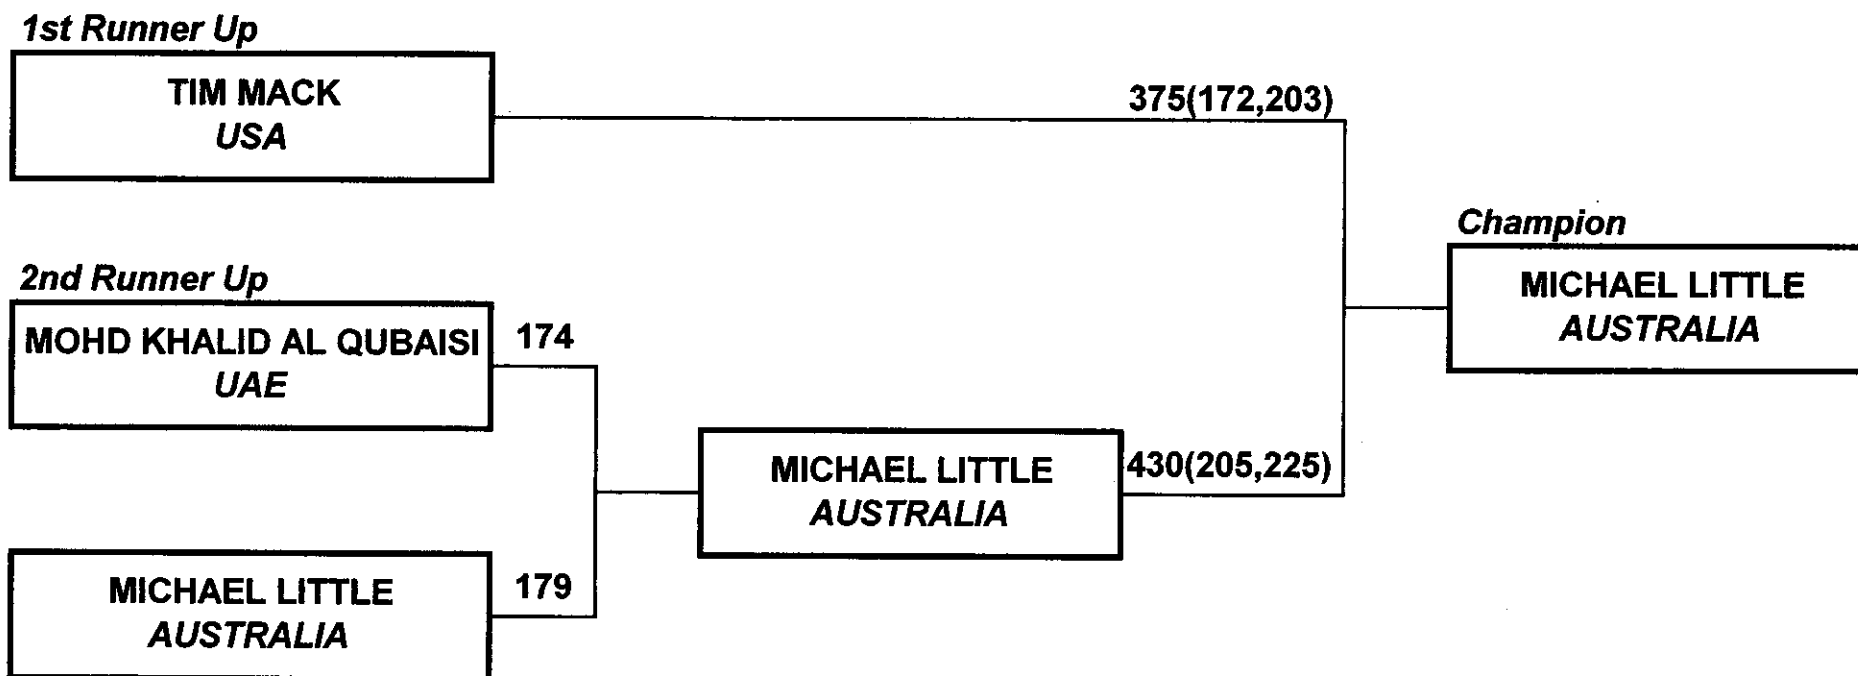 1st Runner Up
TIM MACK
USA
375(172,203)
Champion
MICHAEL LITTLE
AUSTRALIA
2nd Runner Up
MOHD KHALID AL QUBAISI
UAE
174
MICHAEL LITTLE
AUSTRALIA
430(205,225)
MICHAEL LITTLE
AUSTRALIA
179